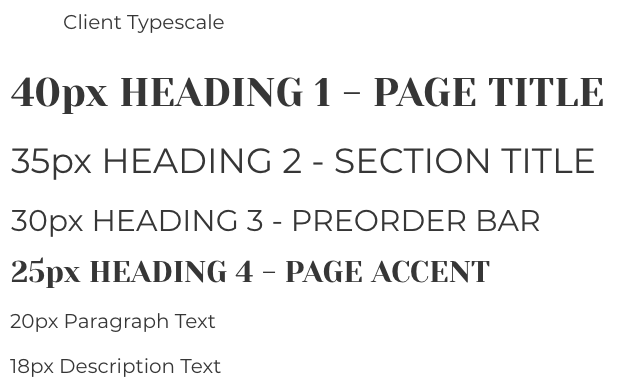 Client Typescale
40px HEADING 1 - PAGE TITLE
35px HEADING 2 - SECTION TITLE
30px HEADING 3 - PREORDER BAR
25px HEADING 4 - PAGE ACCENT
20px Paragraph Text
18px Description Text